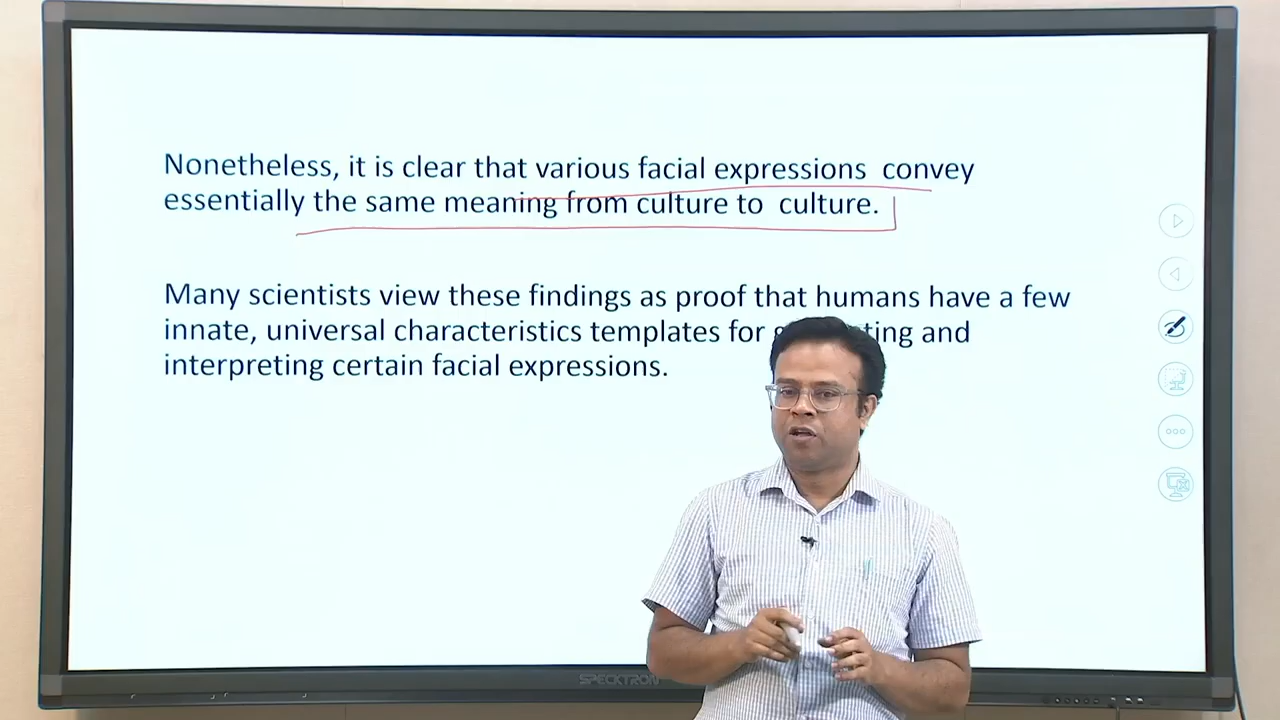 Nonetheless, it is clear that various facial expressions convey
essentially the same meaning from culture to culture.
Many scientists view these findings as proof that humans have a few
innate, universal characteristics templates for and
interpreting certain facial expressions.
SPECKTRON